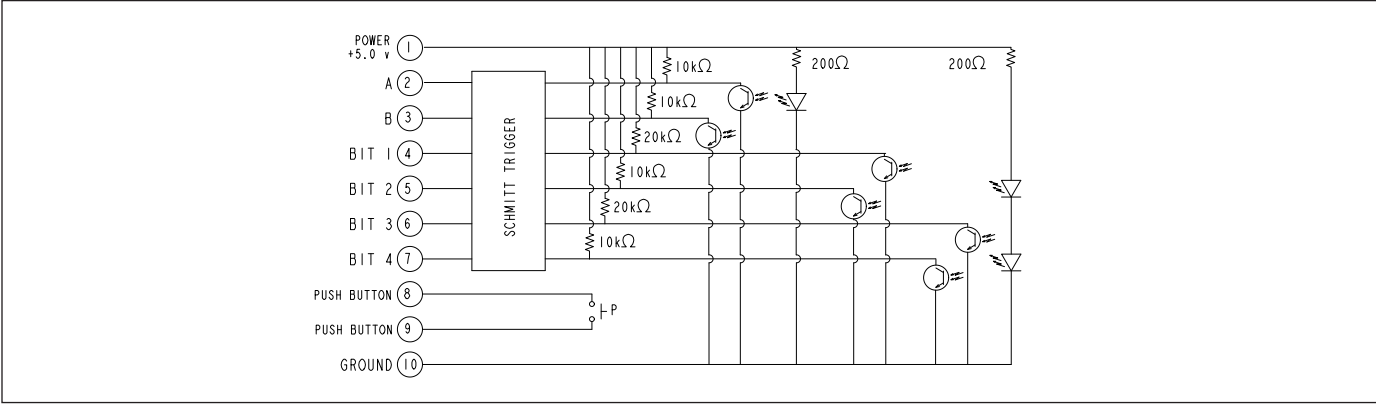 POWER
+5.0 v
1
A 2
B 3
BIT 1 4
BIT 2 5
BIT 3 6
BIT 4 7
PUSH BUTTON 8
PUSH BUTTON 9
GROUND 10
SCHMITT TRIGGER
10kΩ
10kΩ
20kΩ
10kΩ
20kΩ
10kΩ
200Ω
200Ω
P